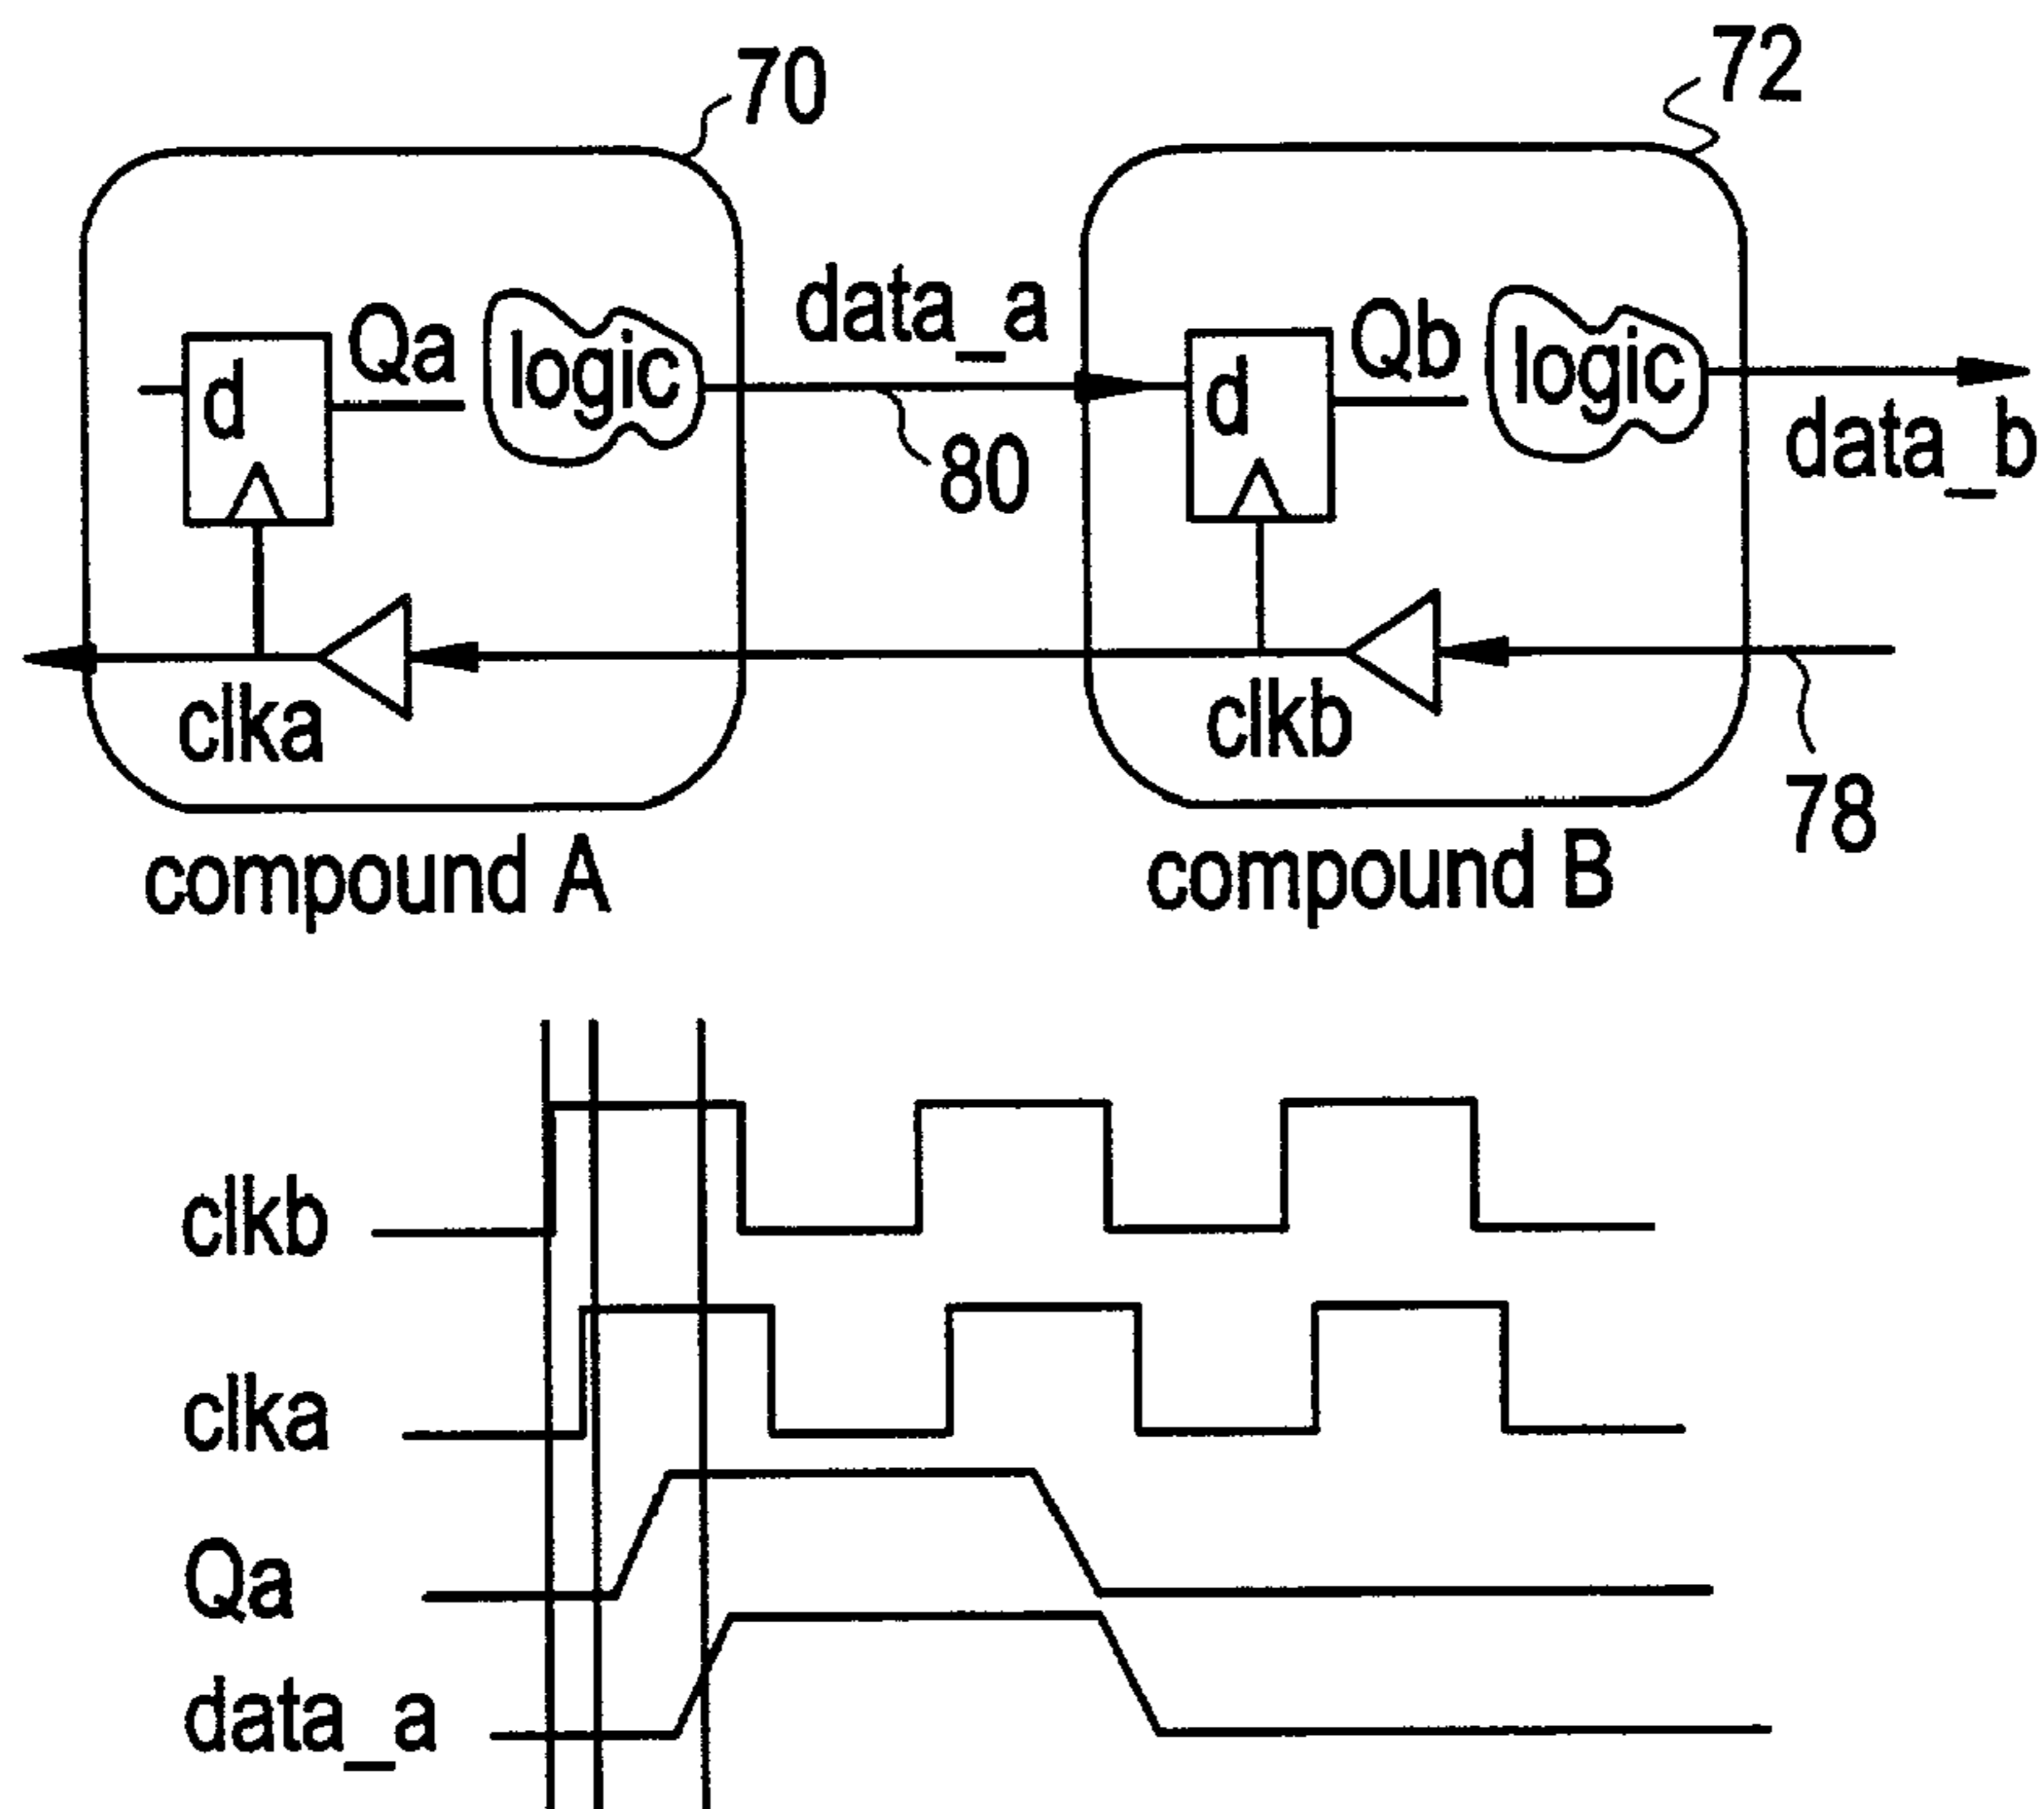 70
72
data_a
Qa
logic
d
80
Qb
logic
d
data_b
clka
clkb
78
compound A
compound B
clkb
clka
Qa
data_a